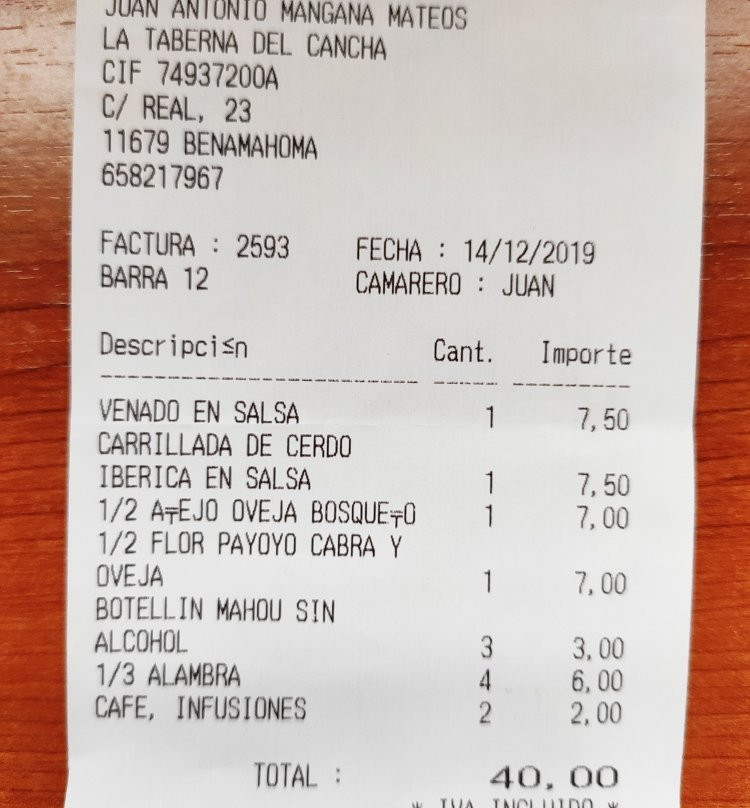 JUAN ANTONIO MANGANA MATEOS
LA TABERNA DEL CANCHA
CIF 74937200A
C/ REAL, 23
11679 BENAMAHOMA
658217967
FACTURA : 2593 FECHA : 14/12/2019
BARRA 12 CAMARERO : JUAN
Descripci≤n Cant. Importe
VENADO EN SALSA 1 7,50
CARRILLADA DE CERDO
IBERICA EN SALSA 1 7,50
1/2 A╤EJO OVEJA BOSQUE╤O 1 7,00
1/2 FLOR PAYOYO CABRA Y
OVEJA 1 7,00
BOTELLIN MAHOU SIN
ALCOHOL 3 3,00
1/3 ALAMBRA 4 6,00
CAFE, INFUSIONES 2 2,00
TOTAL : 40,00
* IVA INCLUIDO *